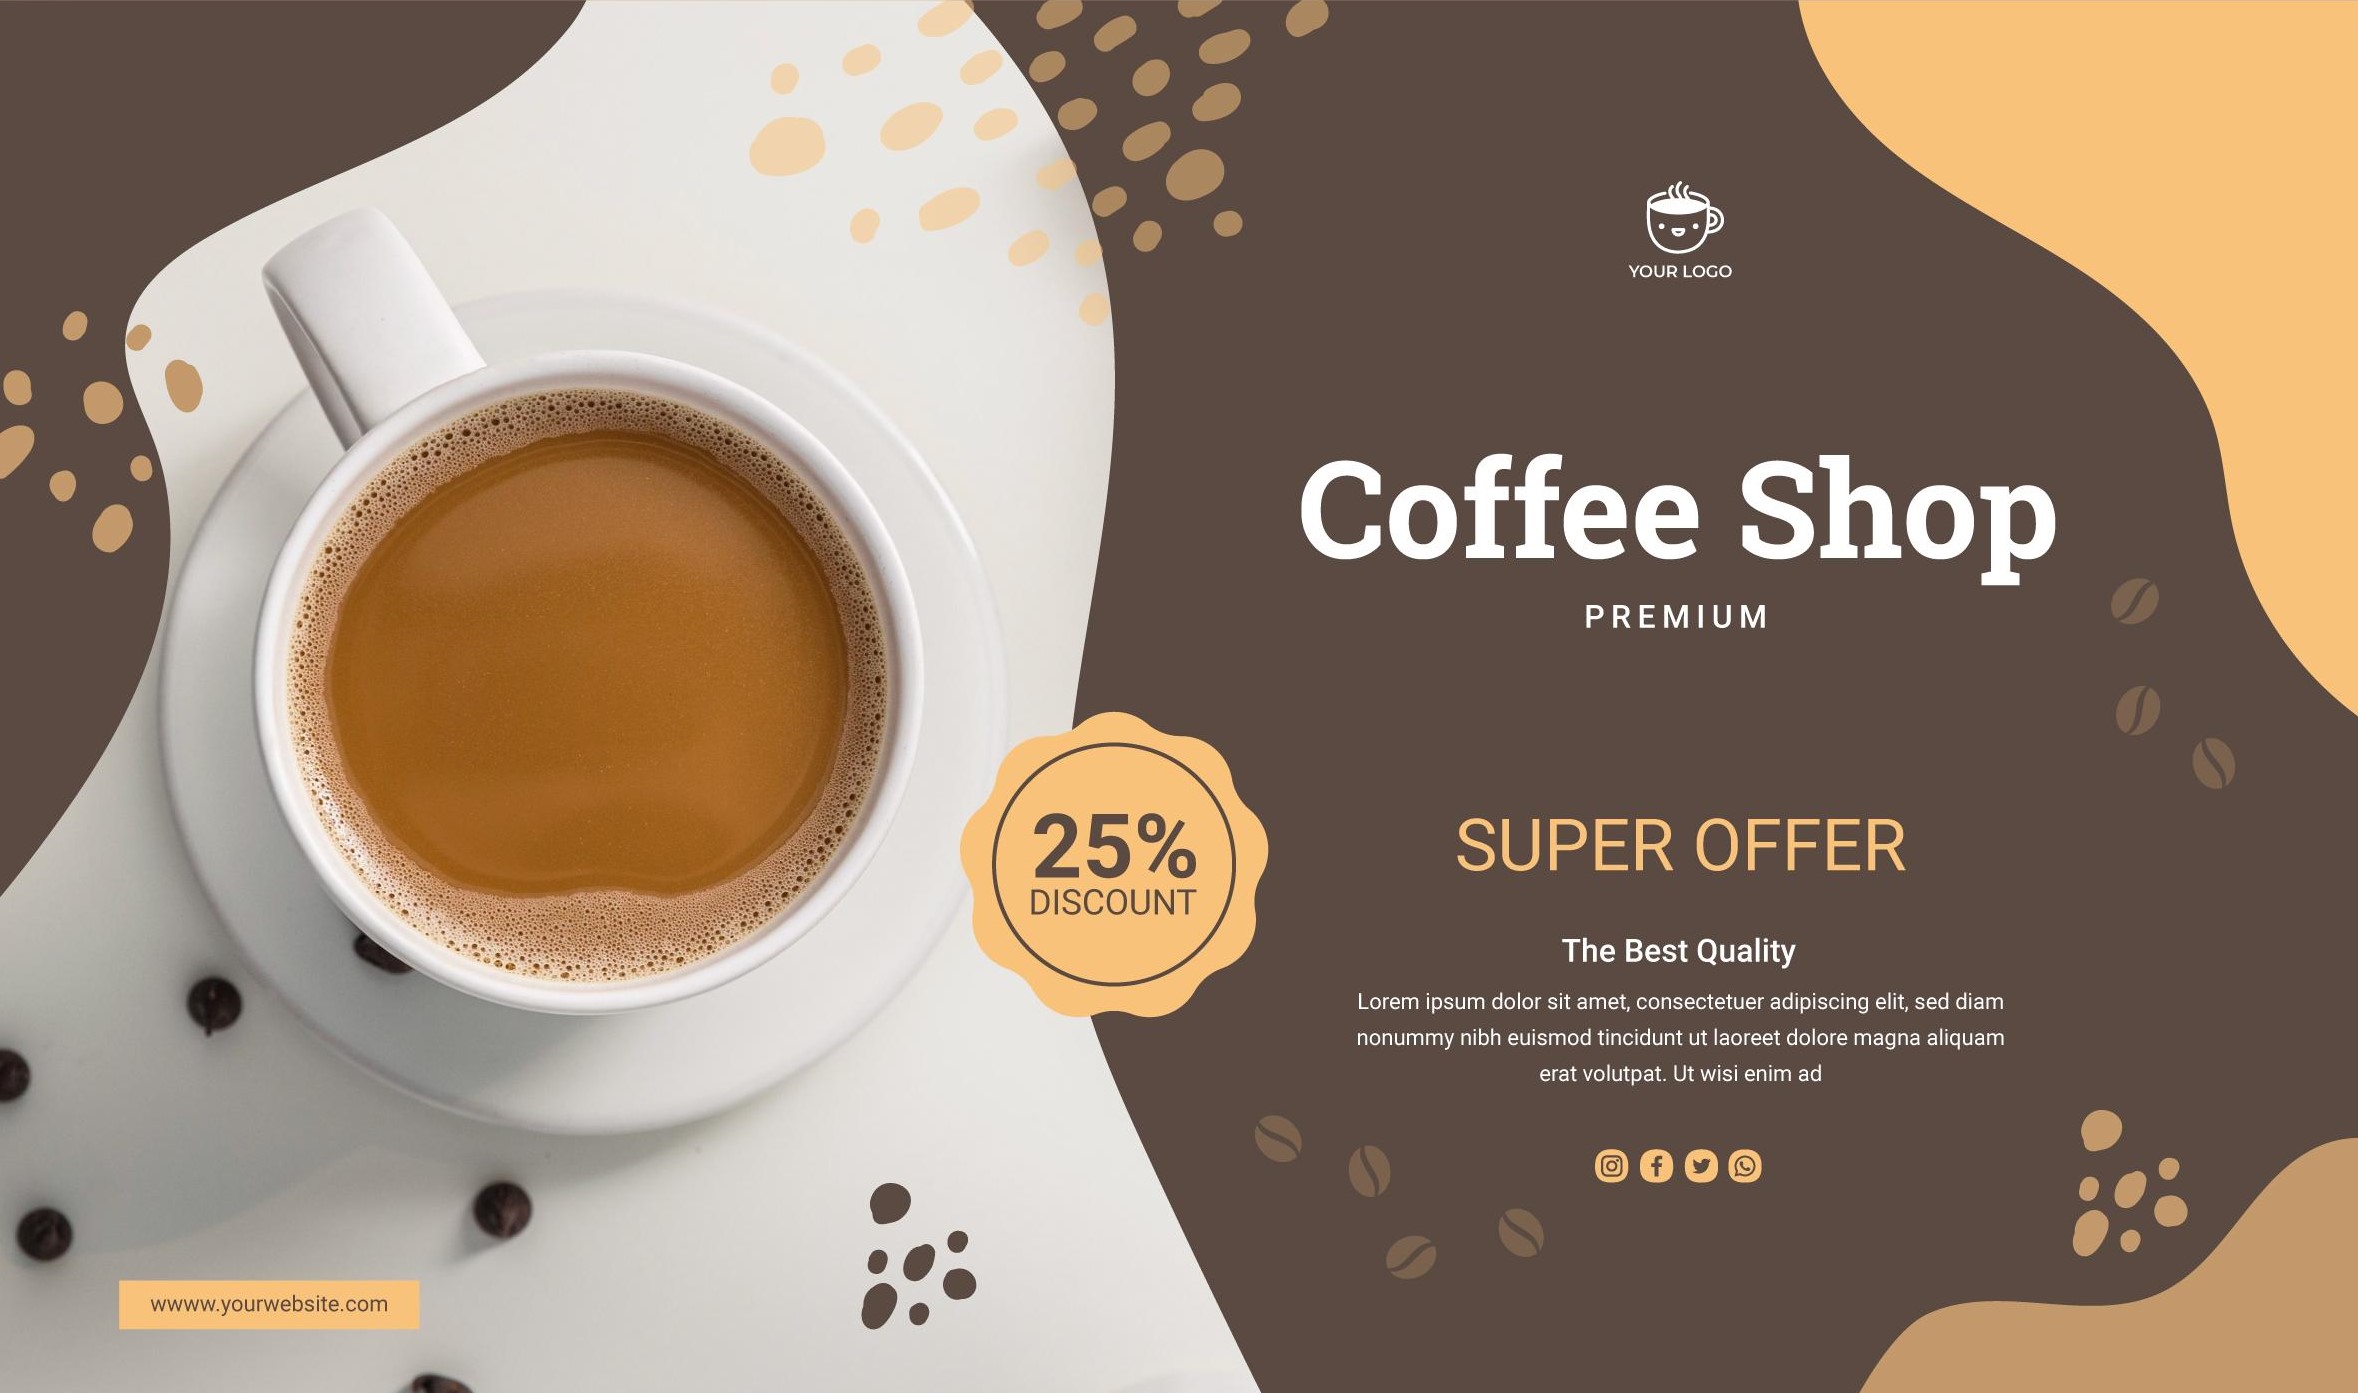 YOUR LOGO
Coffee Shop
PREMIUM
25%
DISCOUNT
SUPER OFFER
The Best Quality
Lorem ipsum dolor sit amet, consectetuer adipiscing elit, sed diam
nonummy nibh euismod tincidunt ut laoreet dolore magna aliquam
erat volutpat. Ut wisi enim ad
wwww.yourwebsite.com